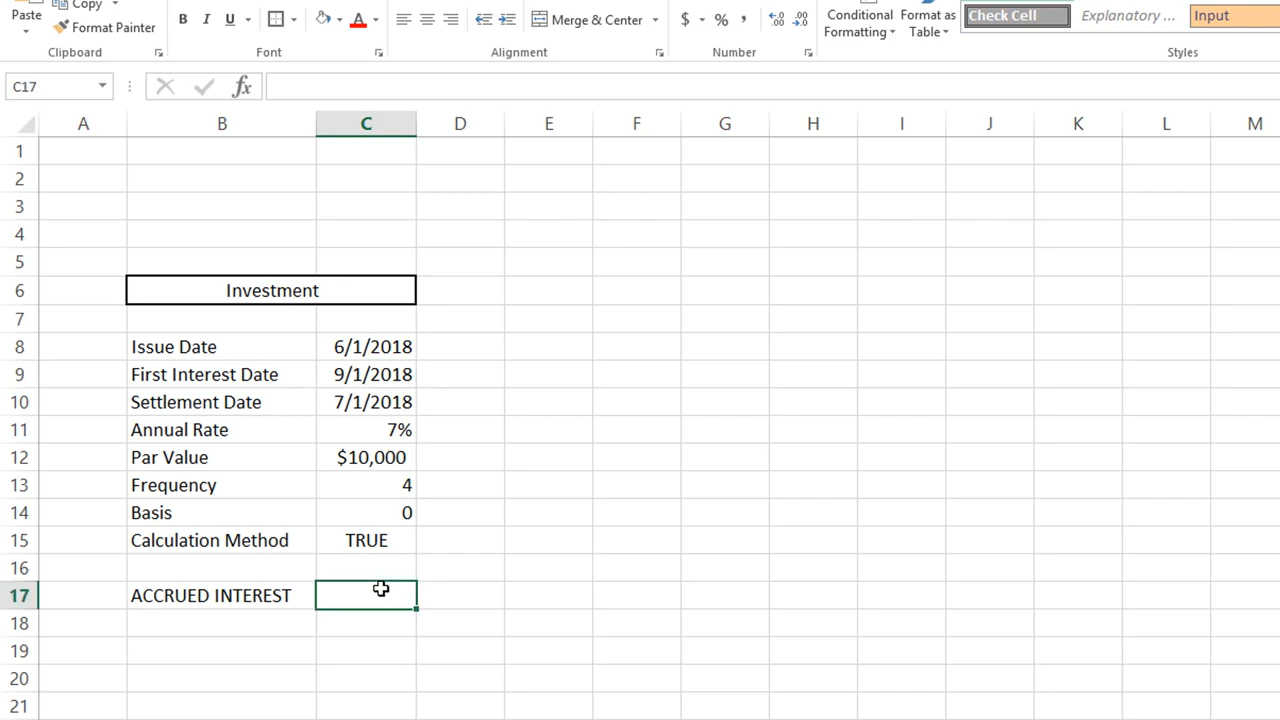 Copy
Paste
Format Painter
B I U
A
Merge & Center
$ % ,
Conditional Formatting
Format as Table
Check Cell
Explanatory ...
Input
Clipboard
Font
Alignment
Number
Styles
C17
fx
A B C D E F G H I J K L M
1
2
3
4
5
6 Investment
7
8 Issue Date 6/1/2018
9 First Interest Date 9/1/2018
10 Settlement Date 7/1/2018
11 Annual Rate 7%
12 Par Value $10,000
13 Frequency 4
14 Basis 0
15 Calculation Method TRUE
16
17 ACCRUED INTEREST
18
19
20
21